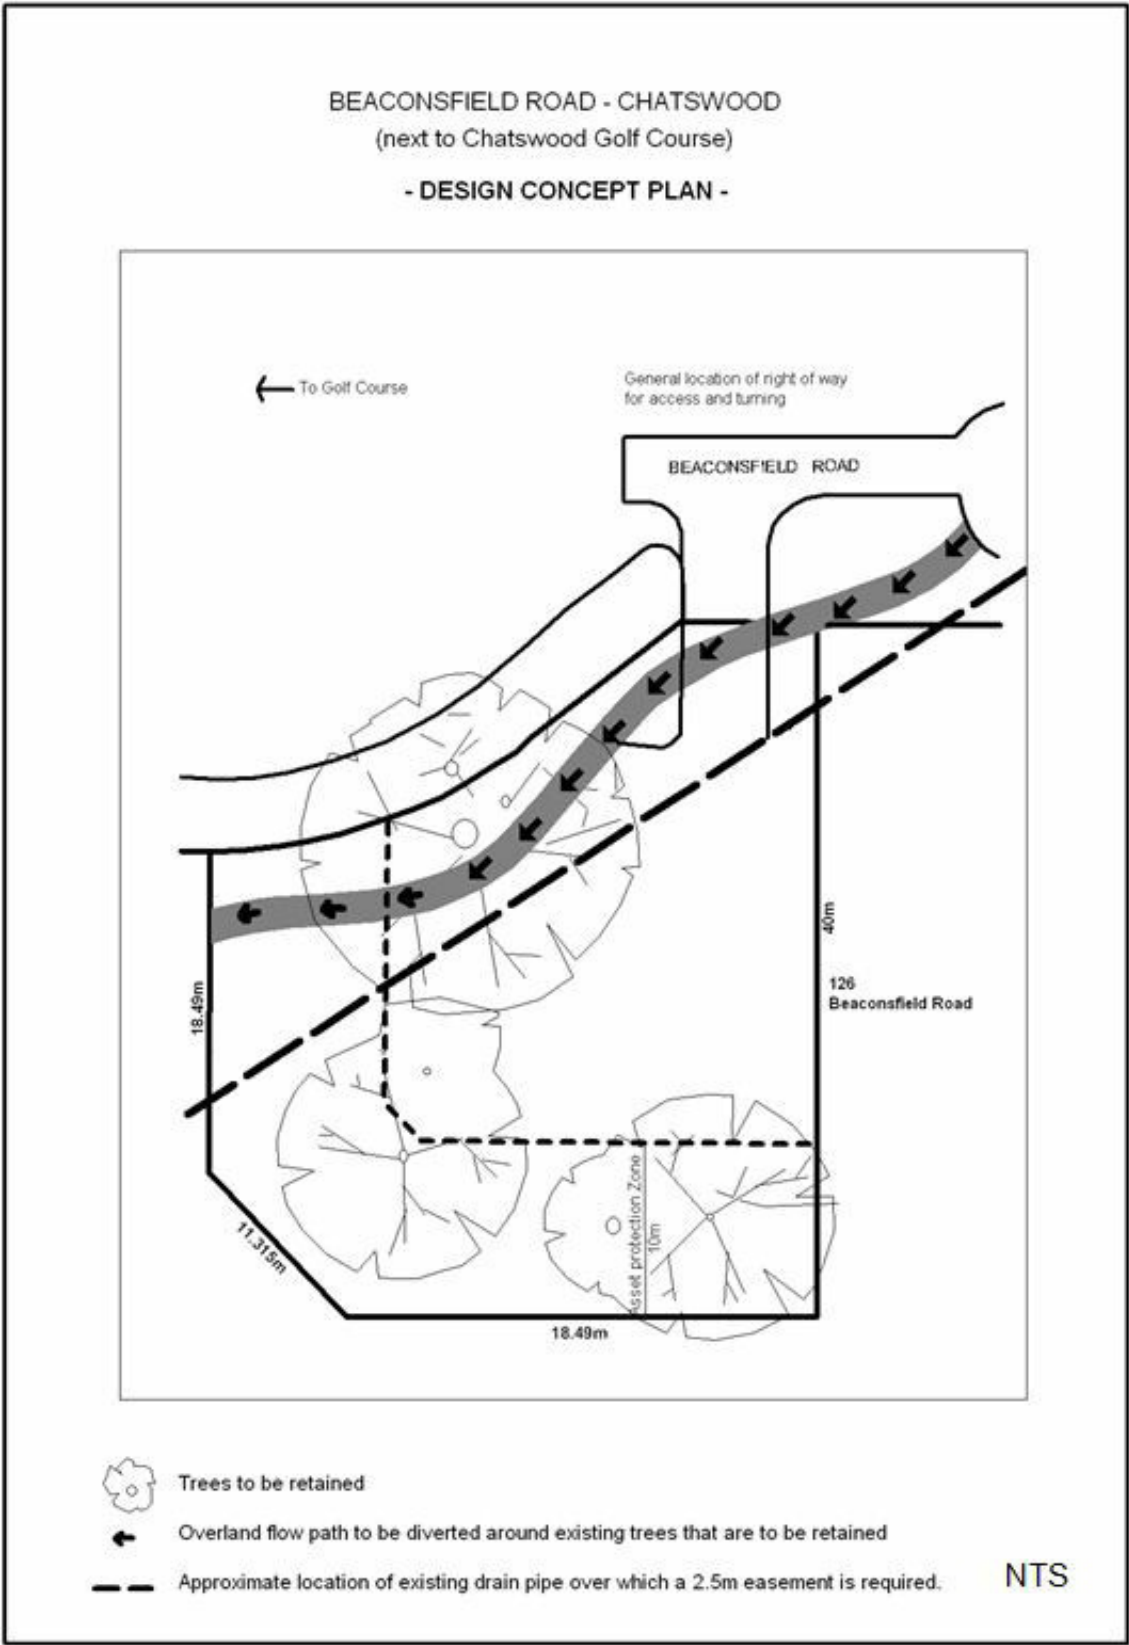 BEACONSFIELD ROAD - CHATSWOOD
(next to Chatswood Golf Course)
- DESIGN CONCEPT PLAN -
To Golf Course
General location of right of way
for access and turning
BEACONSFIELD ROAD
40m
126
Beaconsfield Road
18.49m
Asset protection Zone
10m
11.315m
18.49m
Trees to be retained
Overland flow path to be diverted around existing trees that are to be retained
Approximate location of existing drain pipe over which a 2.5m easement is required.
NTS